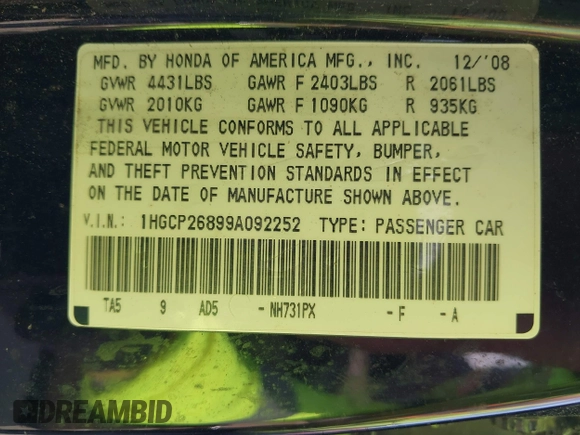 MFD. BY HONDA OF AMERICA MFG., INC. 12/'08
GVWR 4431LBS GAWR F 2403LBS R 2061LBS
GVWR 2010KG GAWR F 1090KG R 935KG
THIS VEHICLE CONFORMS TO ALL APPLICABLE
FEDERAL MOTOR VEHICLE SAFETY, BUMPER,
AND THEFT PREVENTION STANDARDS IN EFFECT
ON THE DATE OF MANUFACTURE SHOWN ABOVE.
V.I.N.: 1HGCP26899A092252 TYPE: PASSENGER CAR
TA5 9 AD5 - NH731PX - F - A
DREAMBID